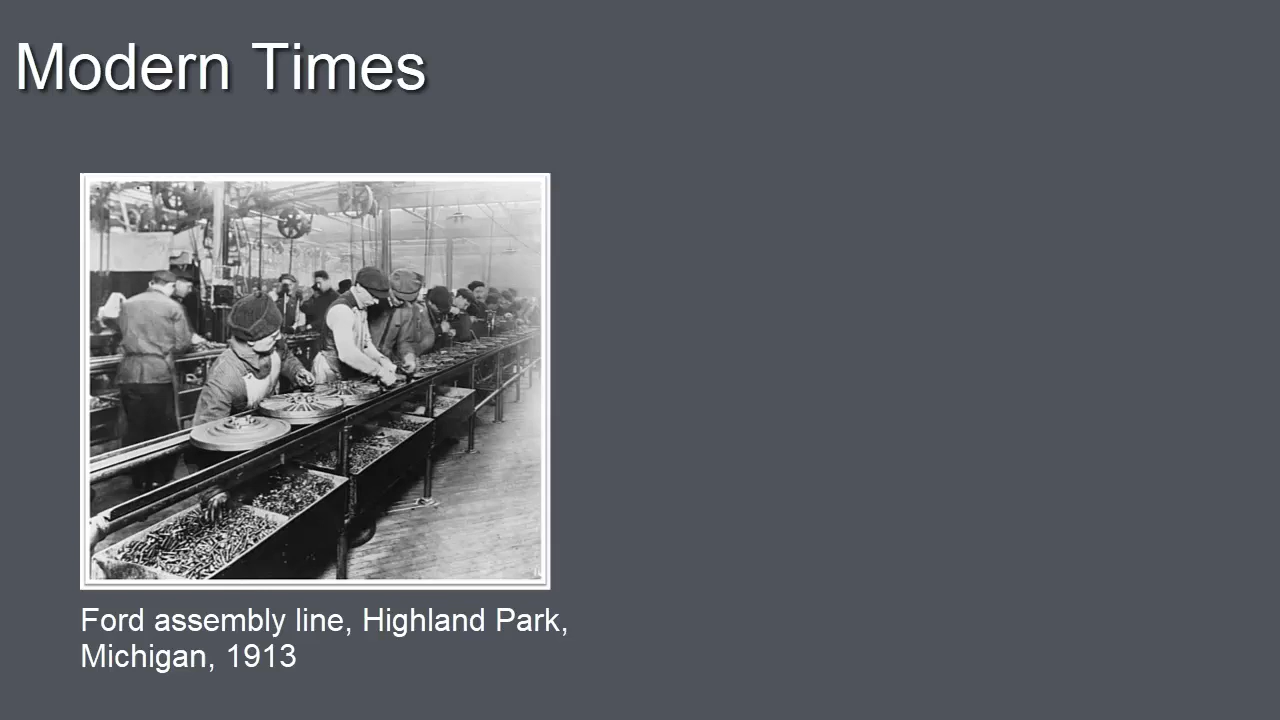 Modern Times
Ford assembly line, Highland Park,
Michigan, 1913